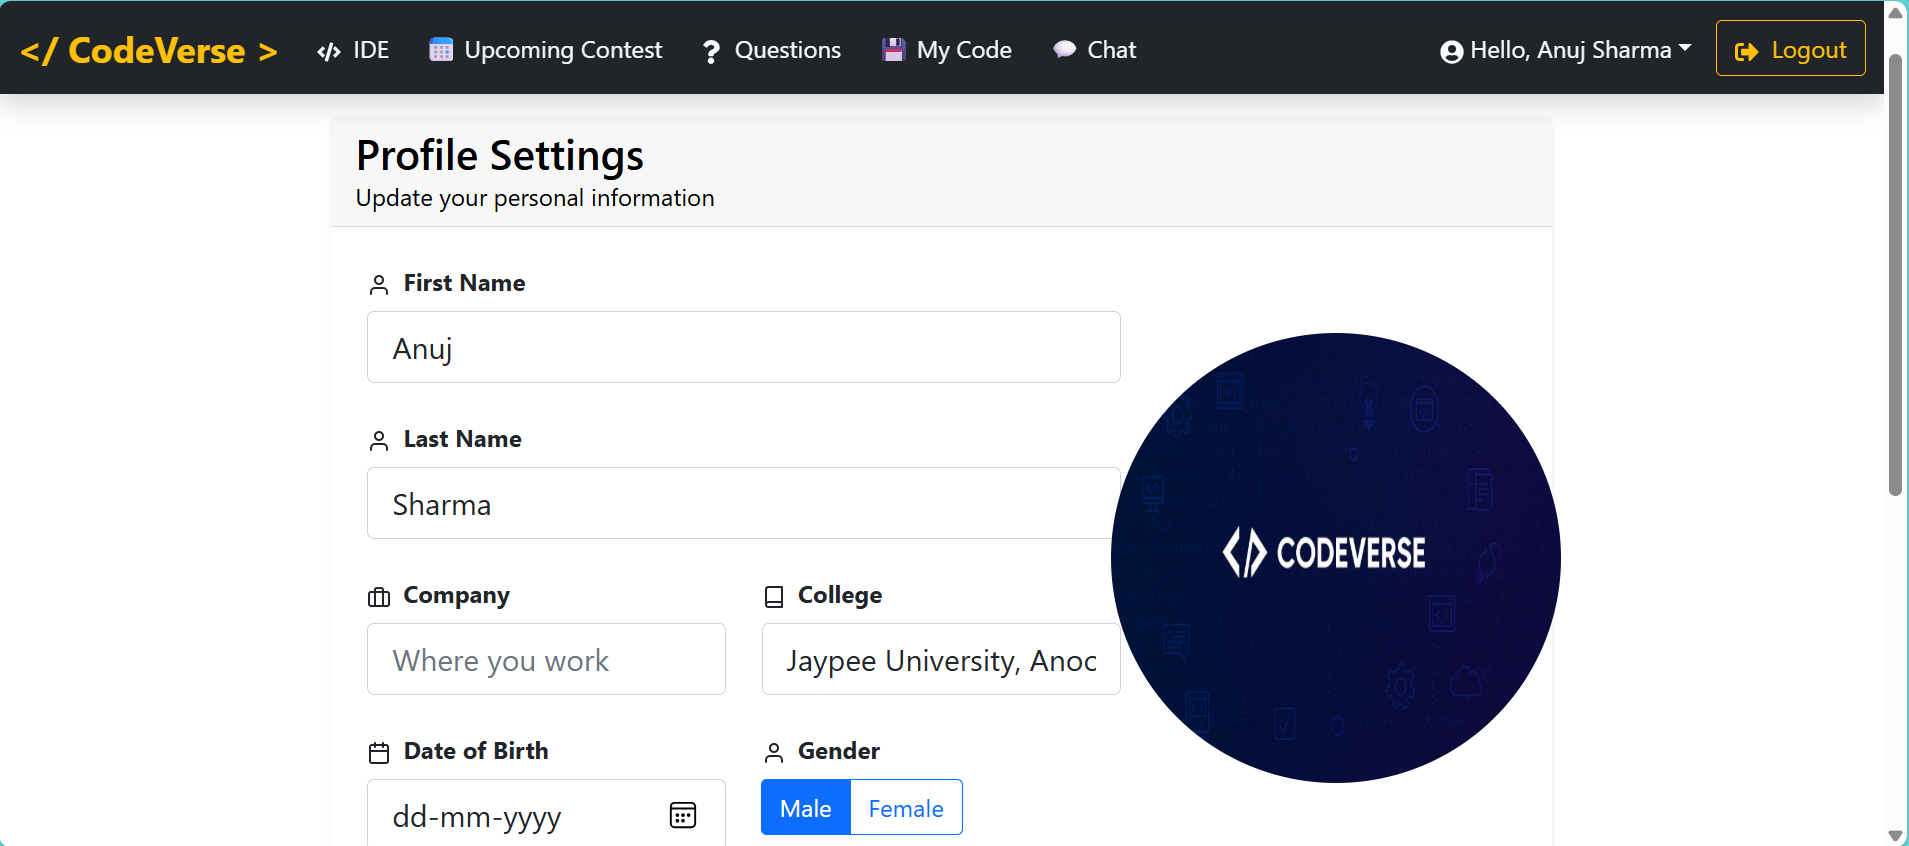 </ CodeVerse > IDE Upcoming Contest Questions My Code Chat Hello, Anuj Sharma Logout
Profile Settings
Update your personal information
First Name
Anuj
Last Name
Sharma
Company
Where you work
College
Jaypee University, Anoc
Date of Birth
dd-mm-yyyy
Gender
Male Female
CODEVERSE